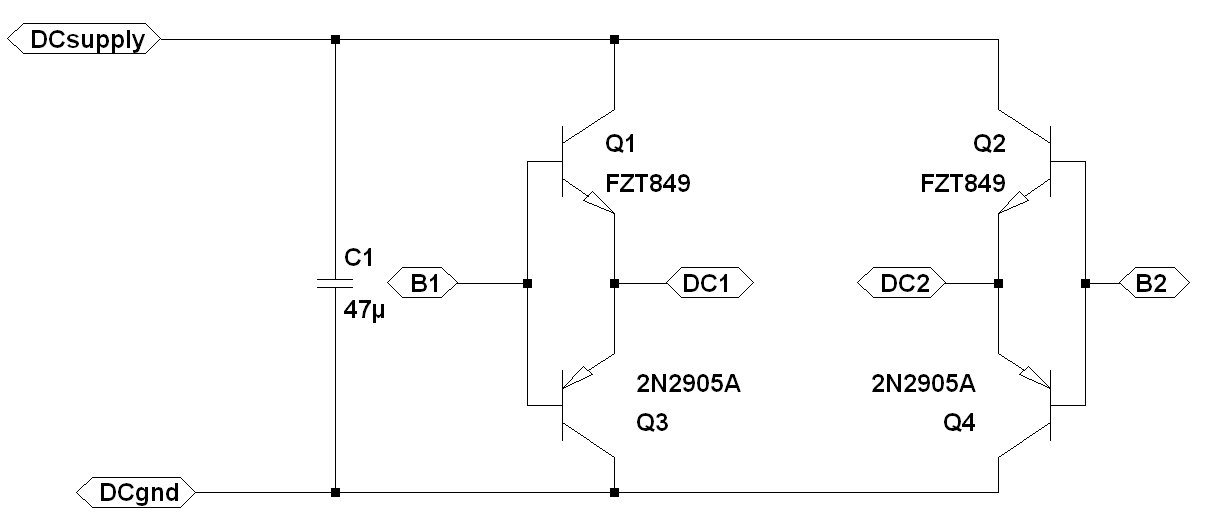 DCsupply
Q1
FZT849
Q2
FZT849
C1
47µ
B1
DC1
DC2
B2
2N2905A
Q3
2N2905A
Q4
DCgnd